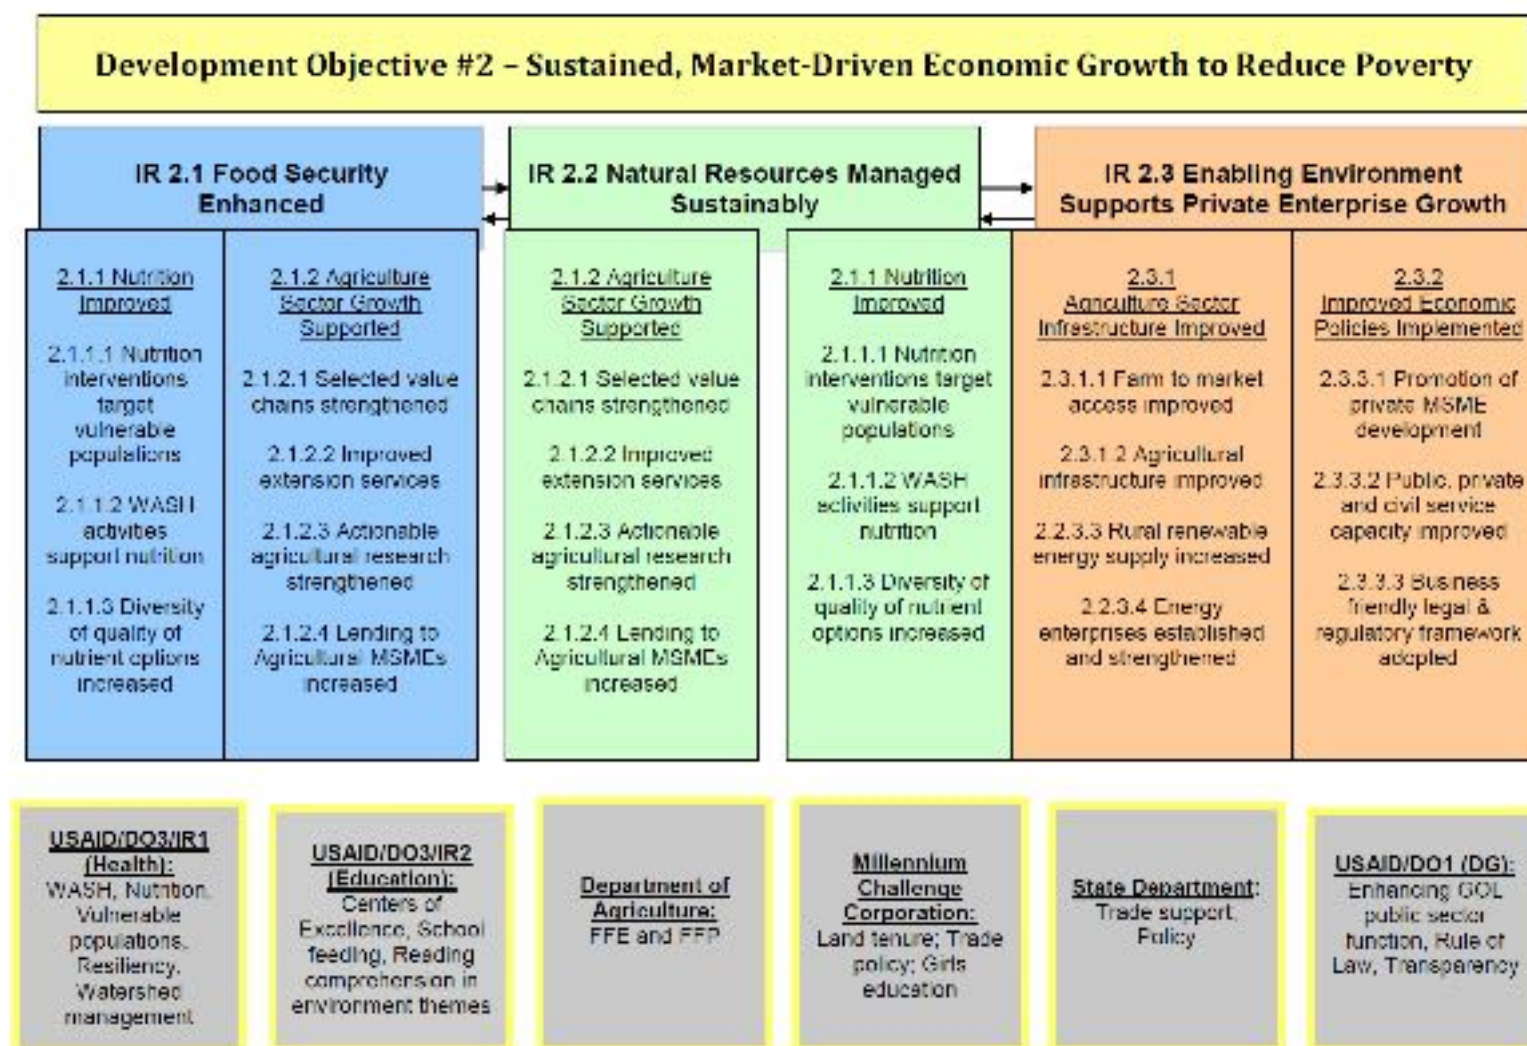 Development Objective #2 – Sustained, Market-Driven Economic Growth to Reduce Poverty
IR 2.1 Food Security
Enhanced
IR 2.2 Natural Resources Managed
Sustainably
IR 2.3 Enabling Environment
Supports Private Enterprise Growth
2.1.1 Nutrition
Improved
2.1.1.1 Nutrition
interventions
target
vulnerable
populations
2.1.1.2 WASH
activities
support nutrition
2.1.1.3 Diversity
of quality of
nutrient options
increased
2.1.2 Agriculture
Sector Growth
Supported
2.1.2.1 Selected value
chains strengthened
2.1.2.2 Improved
extension services
2.1.2.3 Actionable
agricultural research
strengthened
2.1.2.4 Lending to
Agricultural MSMEs
increased
2.1.2 Agriculture
Sector Growth
Supported
2.1.2.1 Selected value
chains strengthened
2.1.2.2 Improved
extension services
2.1.2.3 Actionable
agricultural research
strengthened
2.1.2.4 Lending to
Agricultural MSMEs
increased
2.1.1 Nutrition
Improved
2.1.1.1 Nutrition
interventions target
vulnerable
populations
2.1.1.2 WASH
activities support
nutrition
2.1.1.3 Diversity of
quality of nutrient
options increased
2.3.1
Agriculture Sector
Infrastructure Improved
2.3.1.1 Farm to market
access improved
2.3.1.2 Agricultural
infrastructure improved
2.2.3.3 Rural renewable
energy supply increased
2.2.3.4 Energy
enterprises established
and strengthened
2.3.2
Improved Economic
Policies Implemented
2.3.3.1 Promotion of
private MSME
development
2.3.3.2 Public, private
and civil service
capacity improved
2.3.3.3 Business
friendly legal &
regulatory framework
adopted
USAID/DO3/IR1
(Health):
WASH, Nutrition,
Vulnerable
populations,
Resiliency,
Watershed
management
USAID/DO3/IR2
(Education):
Centers of
Excellence, School
feeding, Reading
comprehension in
environment themes
Department of
Agriculture:
FFE and FFP
Millennium
Challenge
Corporation:
Land tenure; Trade
policy; Girls
education
State Department:
Trade support,
Policy
USAID/DO1 (DG):
Enhancing GOL
public sector
function, Rule of
Law, Transparency